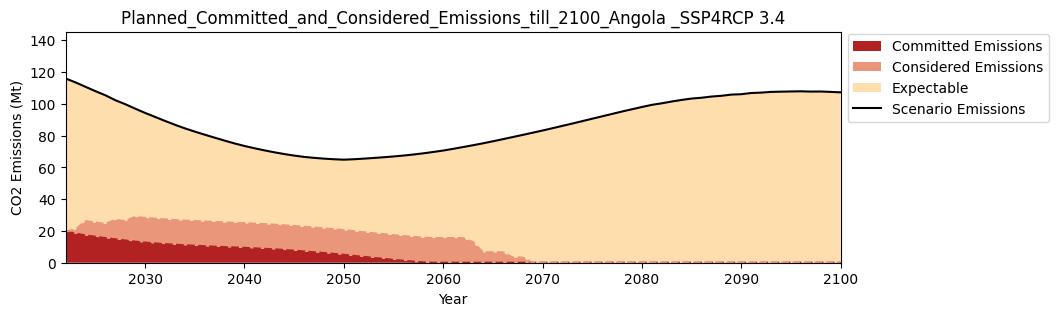 Planned_Committed_and_Considered_Emissions_till_2100_Angola _SSP4RCP 3.4
140
120
100
80
60
40
20
0
CO2 Emissions (Mt)
2030 2040 2050 2060 2070 2080 2090 2100
Year
Committed Emissions
Considered Emissions
Expectable
Scenario Emissions